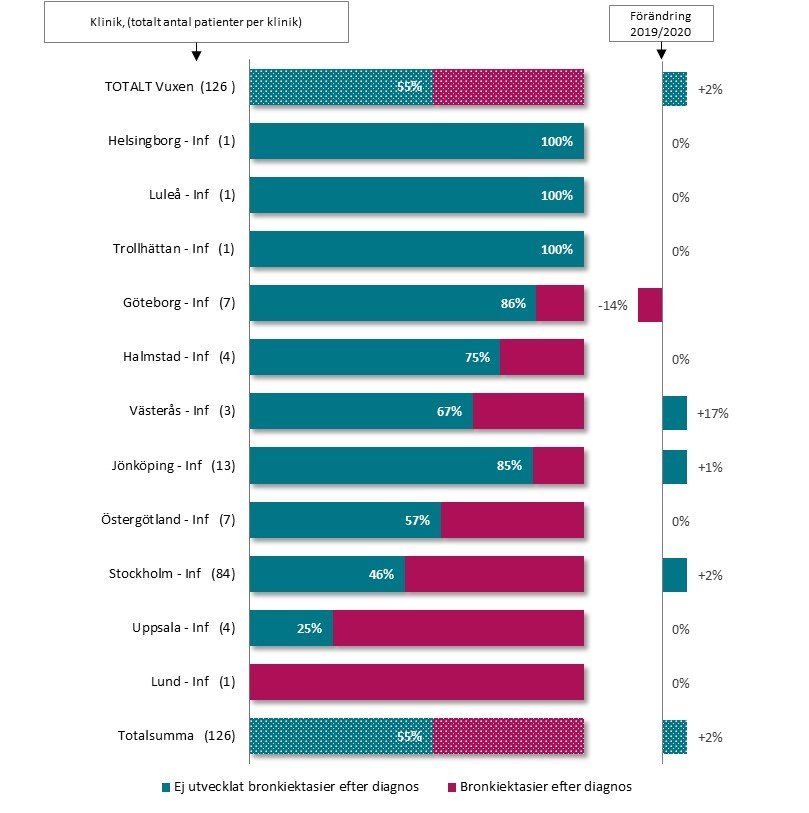 Klinik, (totalt antal patienter per klinik)
Förändring
2019/2020
TOTALT Vuxen (126 ) 55% +2%
Helsingborg - Inf (1) 100% 0%
Luleå - Inf (1) 100% 0%
Trollhättan - Inf (1) 100% 0%
Göteborg - Inf (7) 86% -14%
Halmstad - Inf (4) 75% 0%
Västerås - Inf (3) 67% +17%
Jönköping - Inf (13) 85% +1%
Östergötland - Inf (7) 57% 0%
Stockholm - Inf (84) 46% +2%
Uppsala - Inf (4) 25% 0%
Lund - Inf (1) 0%
Totalsumma (126) 55% +2%
Ej utvecklat bronkiektasier efter diagnos Bronkiektasier efter diagnos